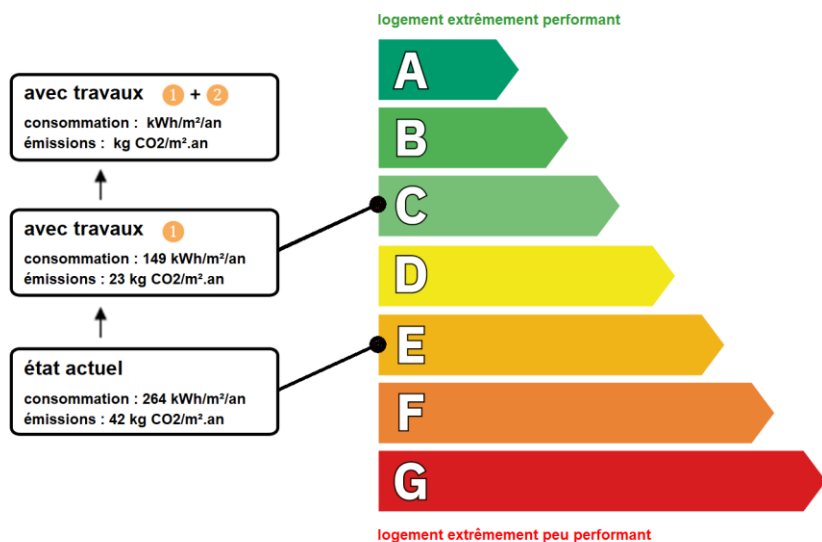 logement extrêmement performant
A
B
C
D
E
F
G
logement extrêmement peu performant
avec travaux 1 + 2
consommation : kWh/m²/an
émissions : kg CO2/m².an
avec travaux 1
consommation : 149 kWh/m²/an
émissions : 23 kg CO2/m².an
état actuel
consommation : 264 kWh/m²/an
émissions : 42 kg CO2/m².an